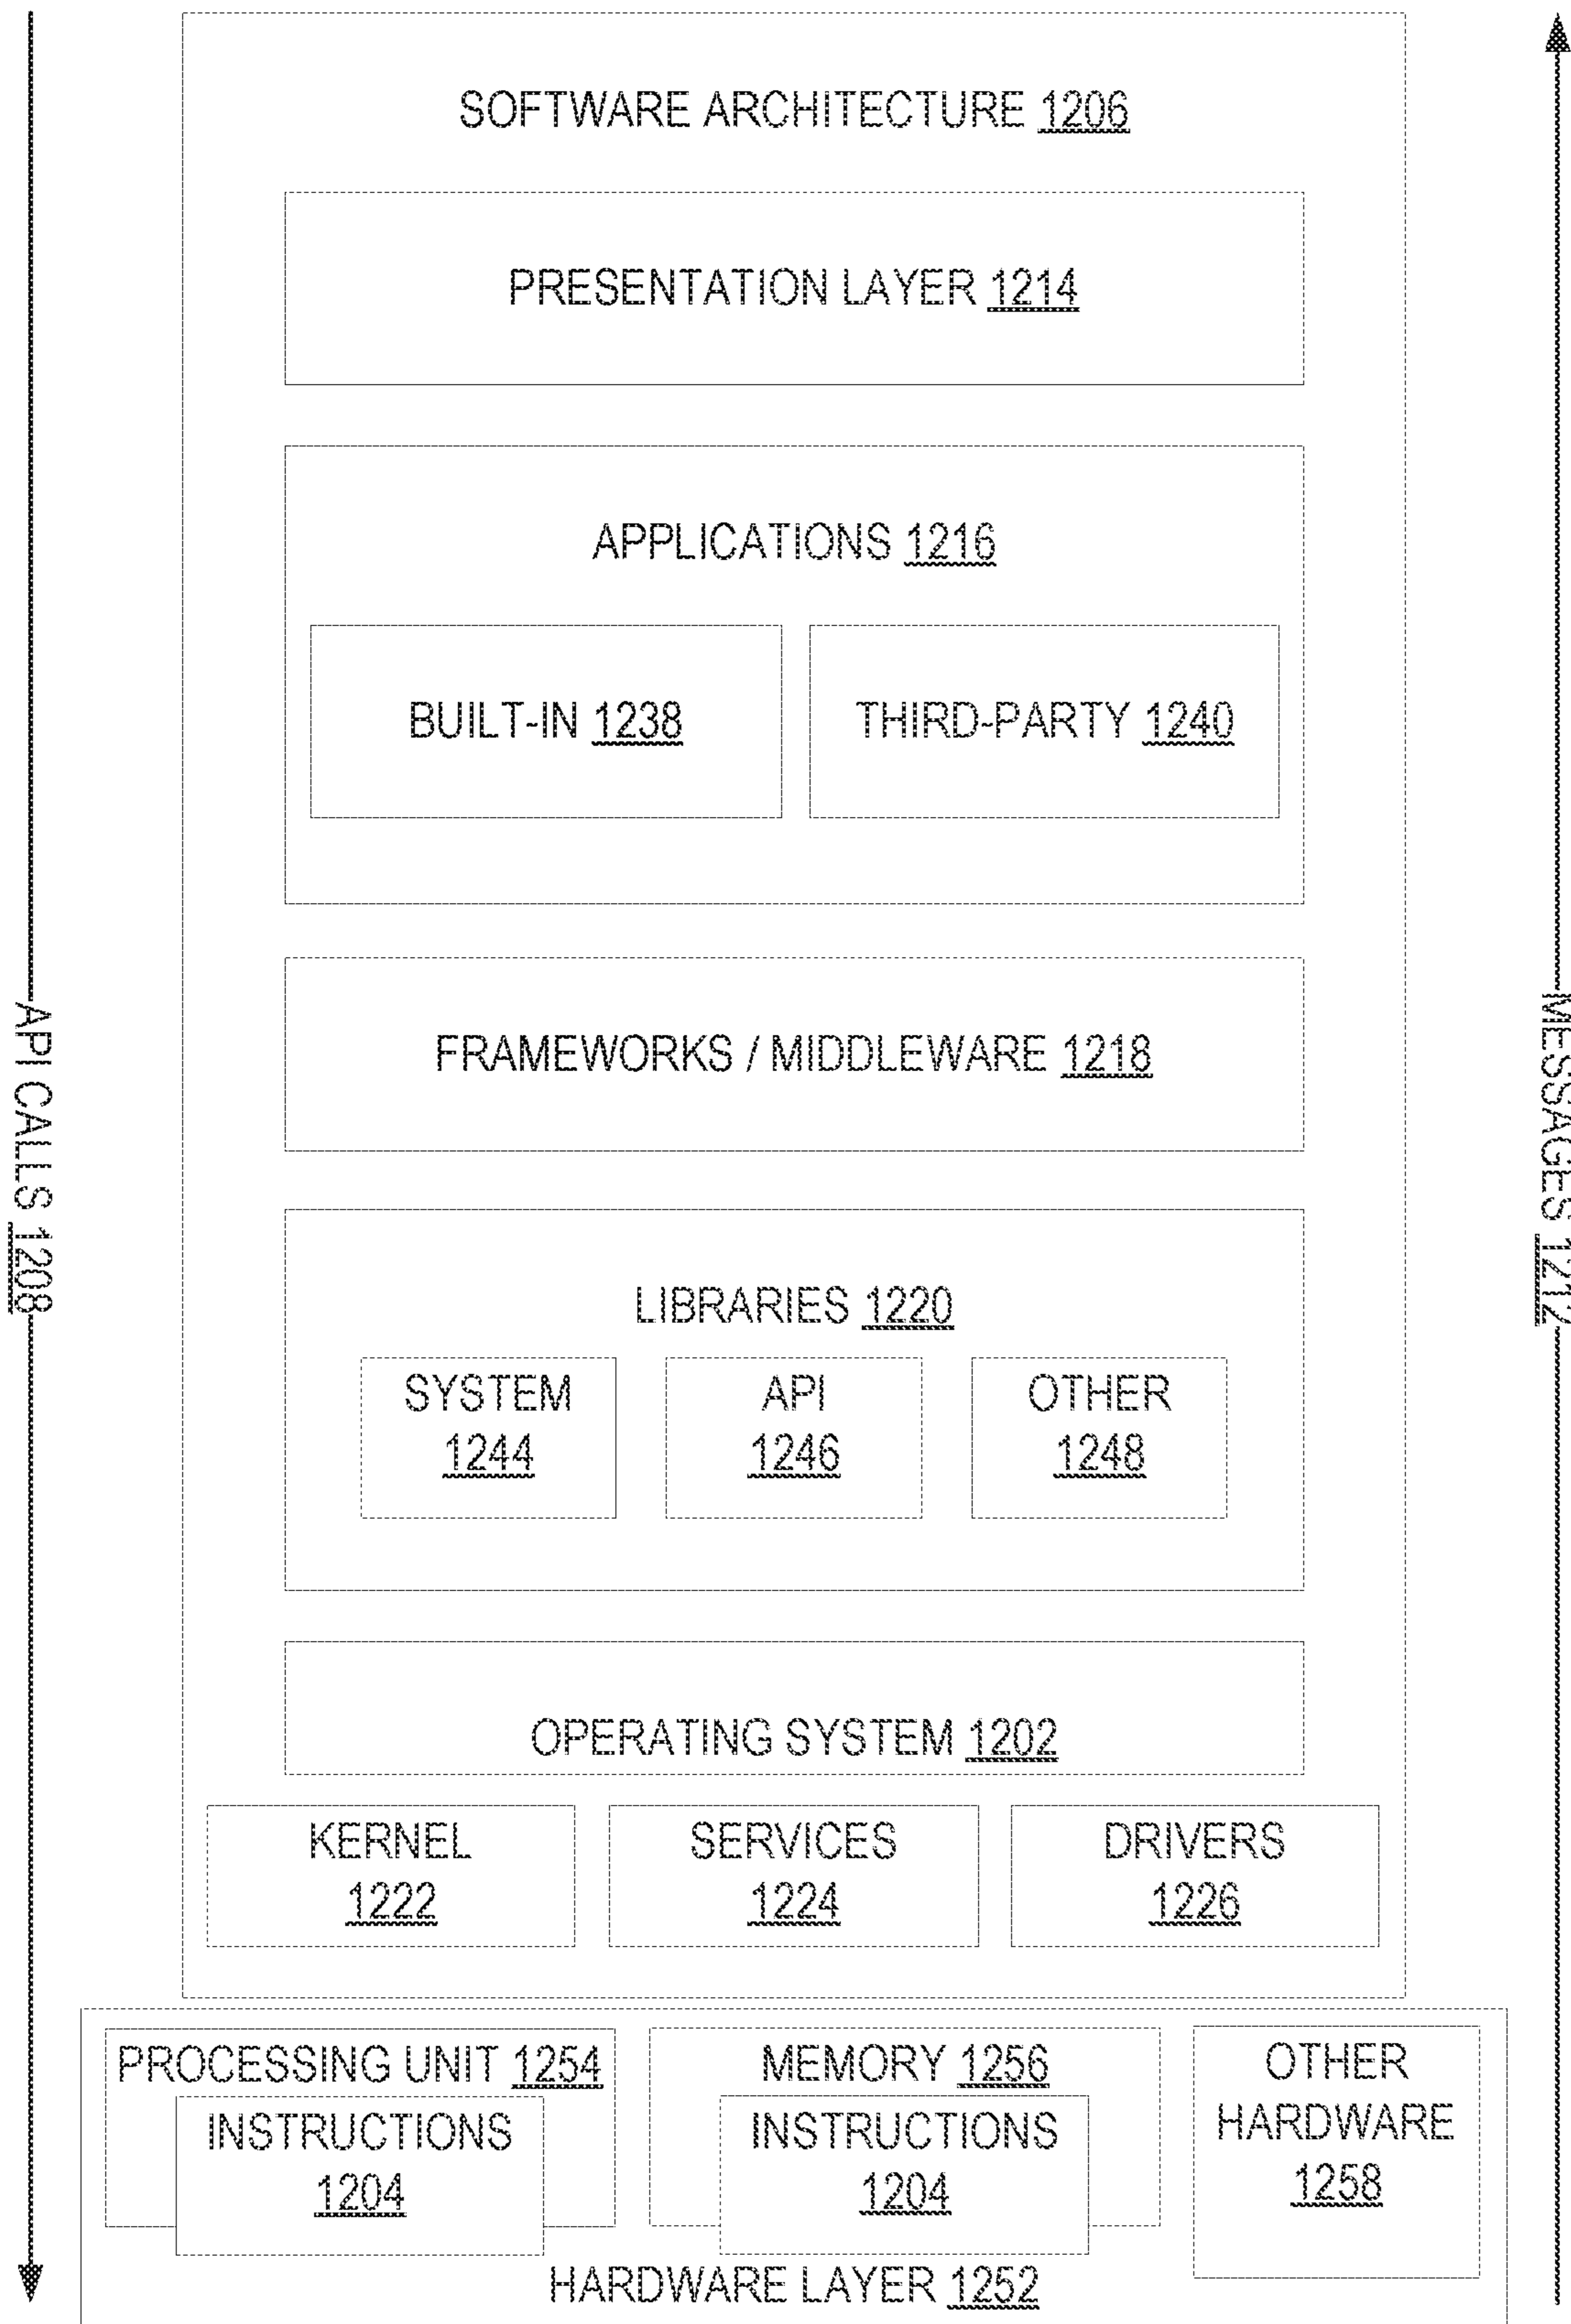 SOFTWARE ARCHITECTURE 1206
PRESENTATION LAYER 1214
APPLICATIONS 1216
BUILT-IN 1238
THIRD-PARTY 1240
FRAMEWORKS / MIDDLEWARE 1218
API CALLS 1208
MESSAGES 1212
LIBRARIES 1220
SYSTEM
1244
API
1246
OTHER
1248
OPERATING SYSTEM 1202
KERNEL
1222
SERVICES
1224
DRIVERS
1226
PROCESSING UNIT 1254
INSTRUCTIONS
1204
MEMORY 1256
INSTRUCTIONS
1204
OTHER
HARDWARE
1258
HARDWARE LAYER 1252